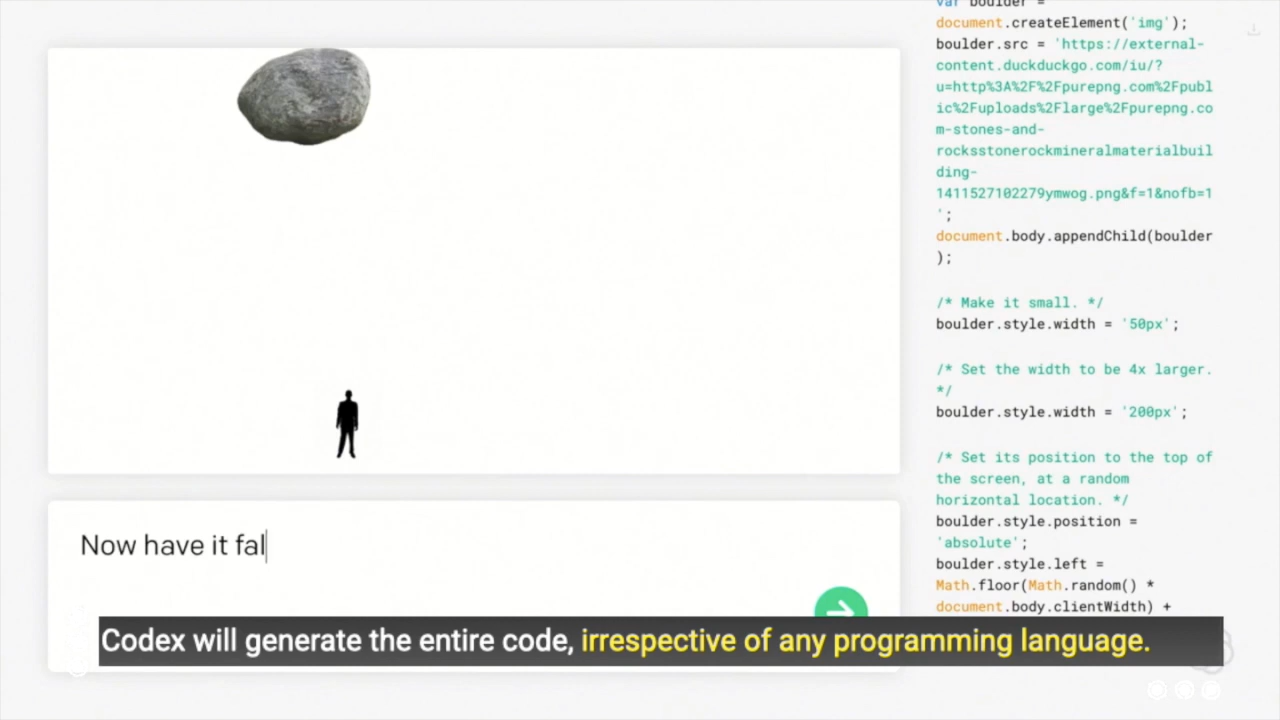 var boulder =
document.createElement('img');
boulder.src = 'https://external-
content.duckduckgo.com/iu/?
u=http%3A%2F%2Fpurepng.com%2Fpubl
ic%2Fuploads%2Flarge%2Fpurepng.co
m-stones-and-
rocksstonerockmineralmaterialbuil
ding-
1411527102279ymwog.png&f=1&nofb=1
';
document.body.appendChild(boulder
);
/* Make it small. */
boulder.style.width = '50px';
/* Set the width to be 4x larger.
*/
boulder.style.width = '200px';
/* Set its position to the top of
the screen, at a random
horizontal location. */
boulder.style.position =
'absolute';
boulder.style.left =
Math.floor(Math.random() *
document.body.clientWidth) +
Now have it fal
Codex will generate the entire code, irrespective of any programming language.